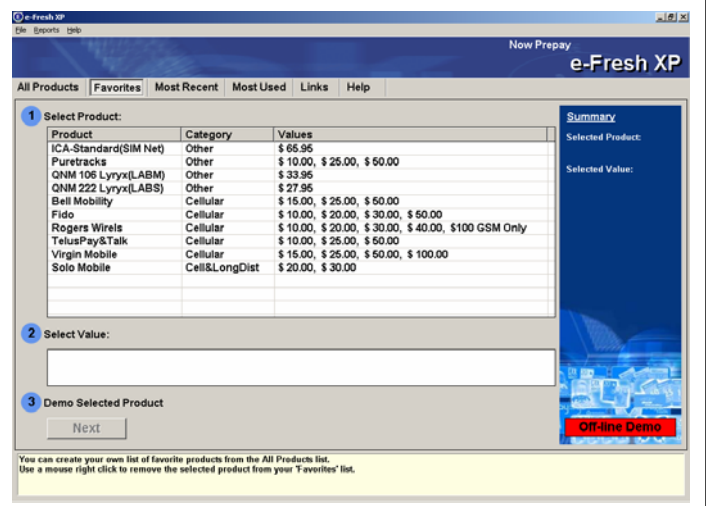 e-Fresh XP
File Reports Help
Now Prepay
e-Fresh XP
All Products Favorites Most Recent Most Used Links Help
1 Select Product:
Product Category Values
ICA-Standard(SIM Net) Other $ 65.95
Puretracks Other $ 10.00, $ 25.00, $ 50.00
QNM 106 Lyryx(LABM) Other $ 33.95
QNM 222 Lyryx(LABS) Other $ 27.95
Bell Mobility Cellular $ 15.00, $ 25.00, $ 50.00
Fido Cellular $ 10.00, $ 20.00, $ 30.00, $ 50.00
Rogers Wirels Cellular $ 10.00, $ 20.00, $ 30.00, $ 40.00, $100 GSM Only
TelusPay&Talk Cellular $ 10.00, $ 25.00, $ 50.00
Virgin Mobile Cellular $ 15.00, $ 25.00, $ 50.00, $ 100.00
Solo Mobile Cell&LongDist $ 20.00, $ 30.00
2 Select Value:
3 Demo Selected Product
Next
Summary
Selected Product:
Selected Value:
Off-line Demo
You can create your own list of favorite products from the All Products list.
Use a mouse right click to remove the selected product from your 'Favorites' list.